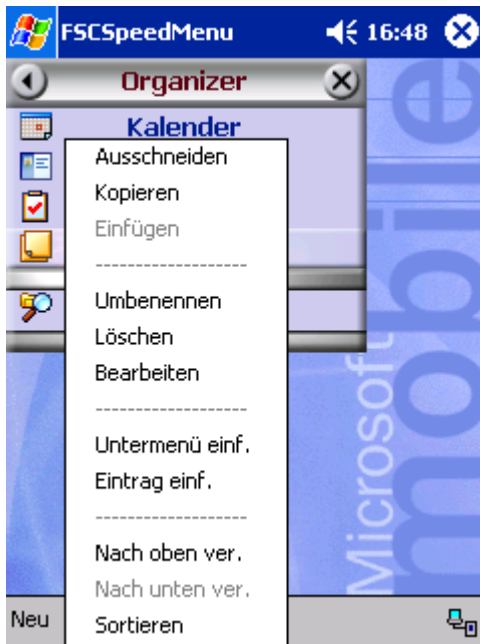 FSCSpeedMenu 16:48
Organizer
Kalender
Ausschneiden
Kopieren
Einfügen
-------------------
Umbenennen
Löschen
Bearbeiten
-------------------
Untermenü einf.
Eintrag einf.
-------------------
Nach oben ver.
Nach unten ver.
Sortieren
Neu
Microsoft
mobile